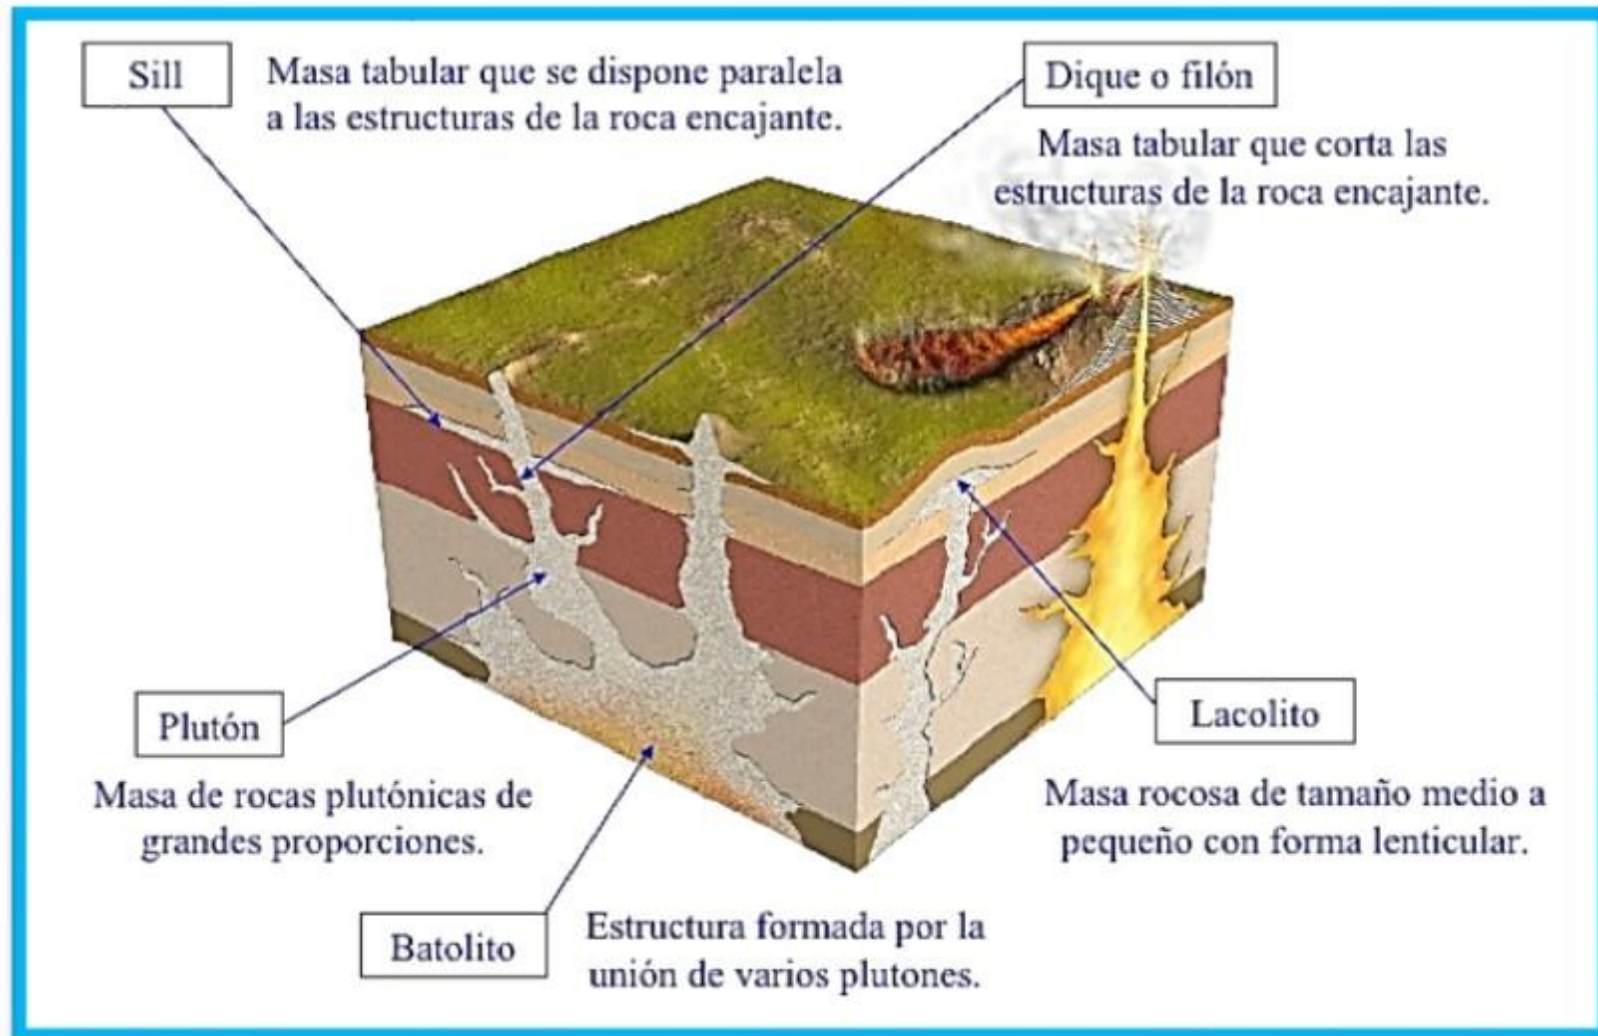 Sill
Masa tabular que se dispone paralela
a las estructuras de la roca encajante.
Dique o filón
Masa tabular que corta las
estructuras de la roca encajante.
Plutón
Masa de rocas plutónicas de
grandes proporciones.
Lacolito
Masa rocosa de tamaño medio a
pequeño con forma lenticular.
Batolito
Estructura formada por la
unión de varios plutones.